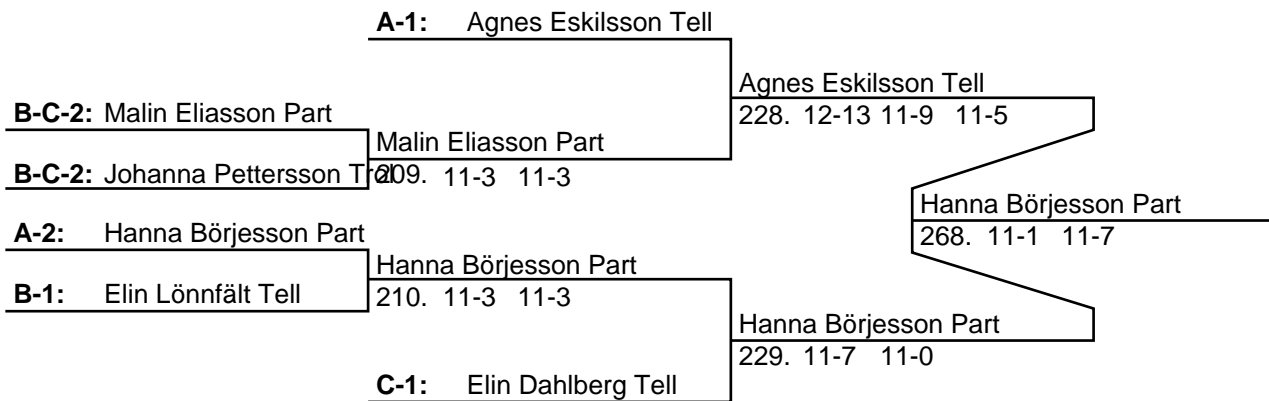 A-1: Agnes Eskilsson Tell
Agnes Eskilsson Tell
228. 12-13 11-9 11-5
B-C-2: Malin Eliasson Part
Malin Eliasson Part
209. 11-3 11-3
B-C-2: Johanna Pettersson Trol
Hanna Börjesson Part
268. 11-1 11-7
A-2: Hanna Börjesson Part
Hanna Börjesson Part
210. 11-3 11-3
B-1: Elin Lönnfält Tell
Hanna Börjesson Part
229. 11-7 11-0
C-1: Elin Dahlberg Tell